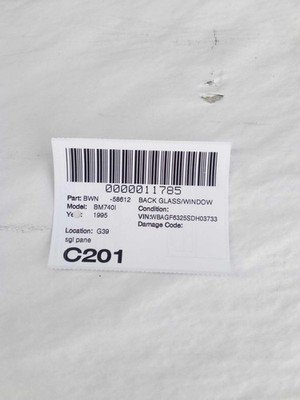 0000011785
Part: BWN -58612 BACK GLASS/WINDOW
Model: BM740I Condition:
1995 VIN:WBAGF6325SDH03733
Damage Code:
Location: G39
sgl pane
C201